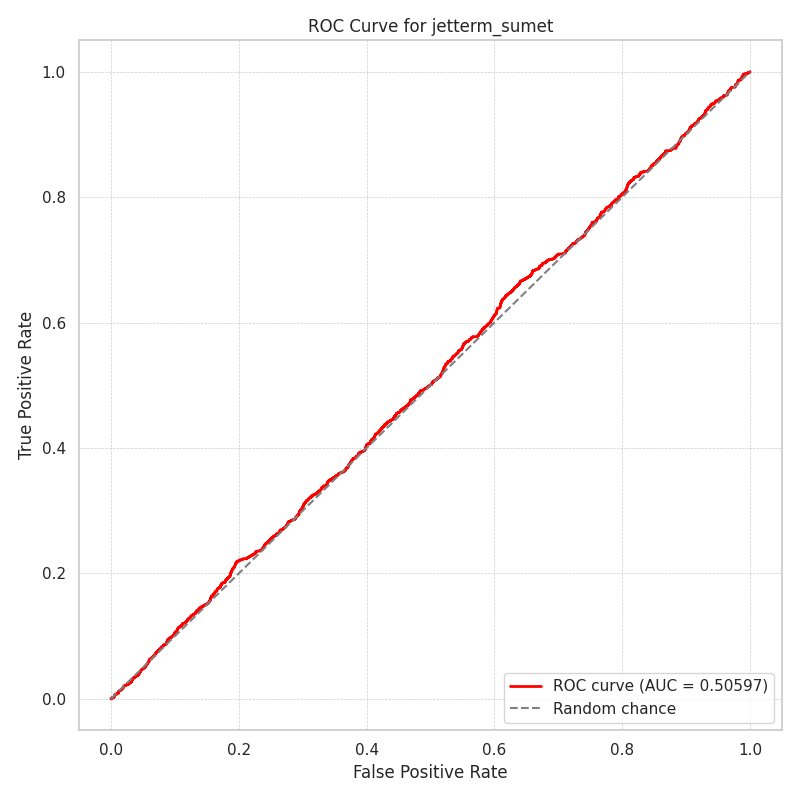 ROC Curve for jetterm_sumet
True Positive Rate
1.0
0.8
0.6
0.4
0.2
0.0
ROC curve (AUC = 0.50597)
Random chance
0.0 0.2 0.4 0.6 0.8 1.0
False Positive Rate